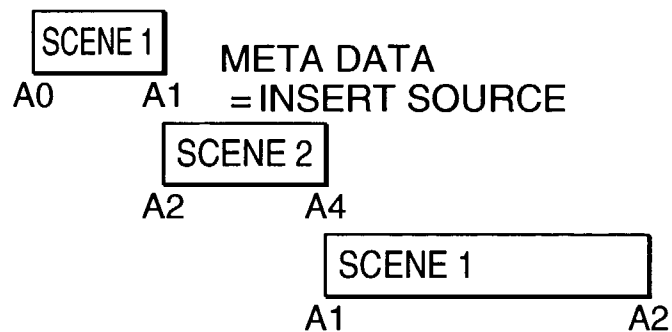 SCENE 1
META DATA
A0 A1 =INSERT SOURCE
SCENE 2
A2 A4
SCENE 1
A1 A2